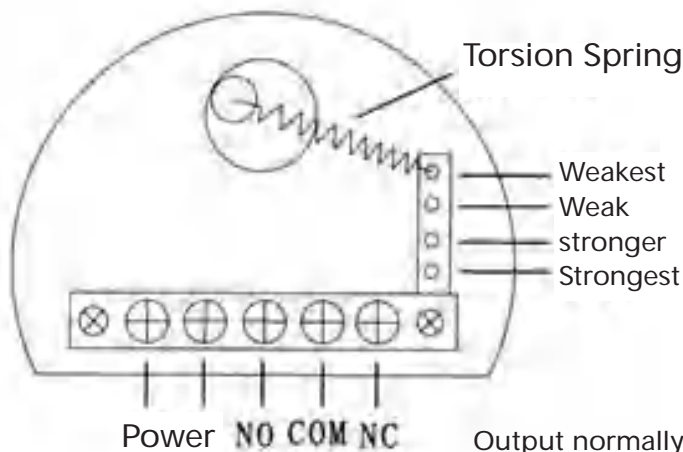 Torsion Spring
Weakest
Weak
stronger
Strongest
Power NO COM NC
Output normally